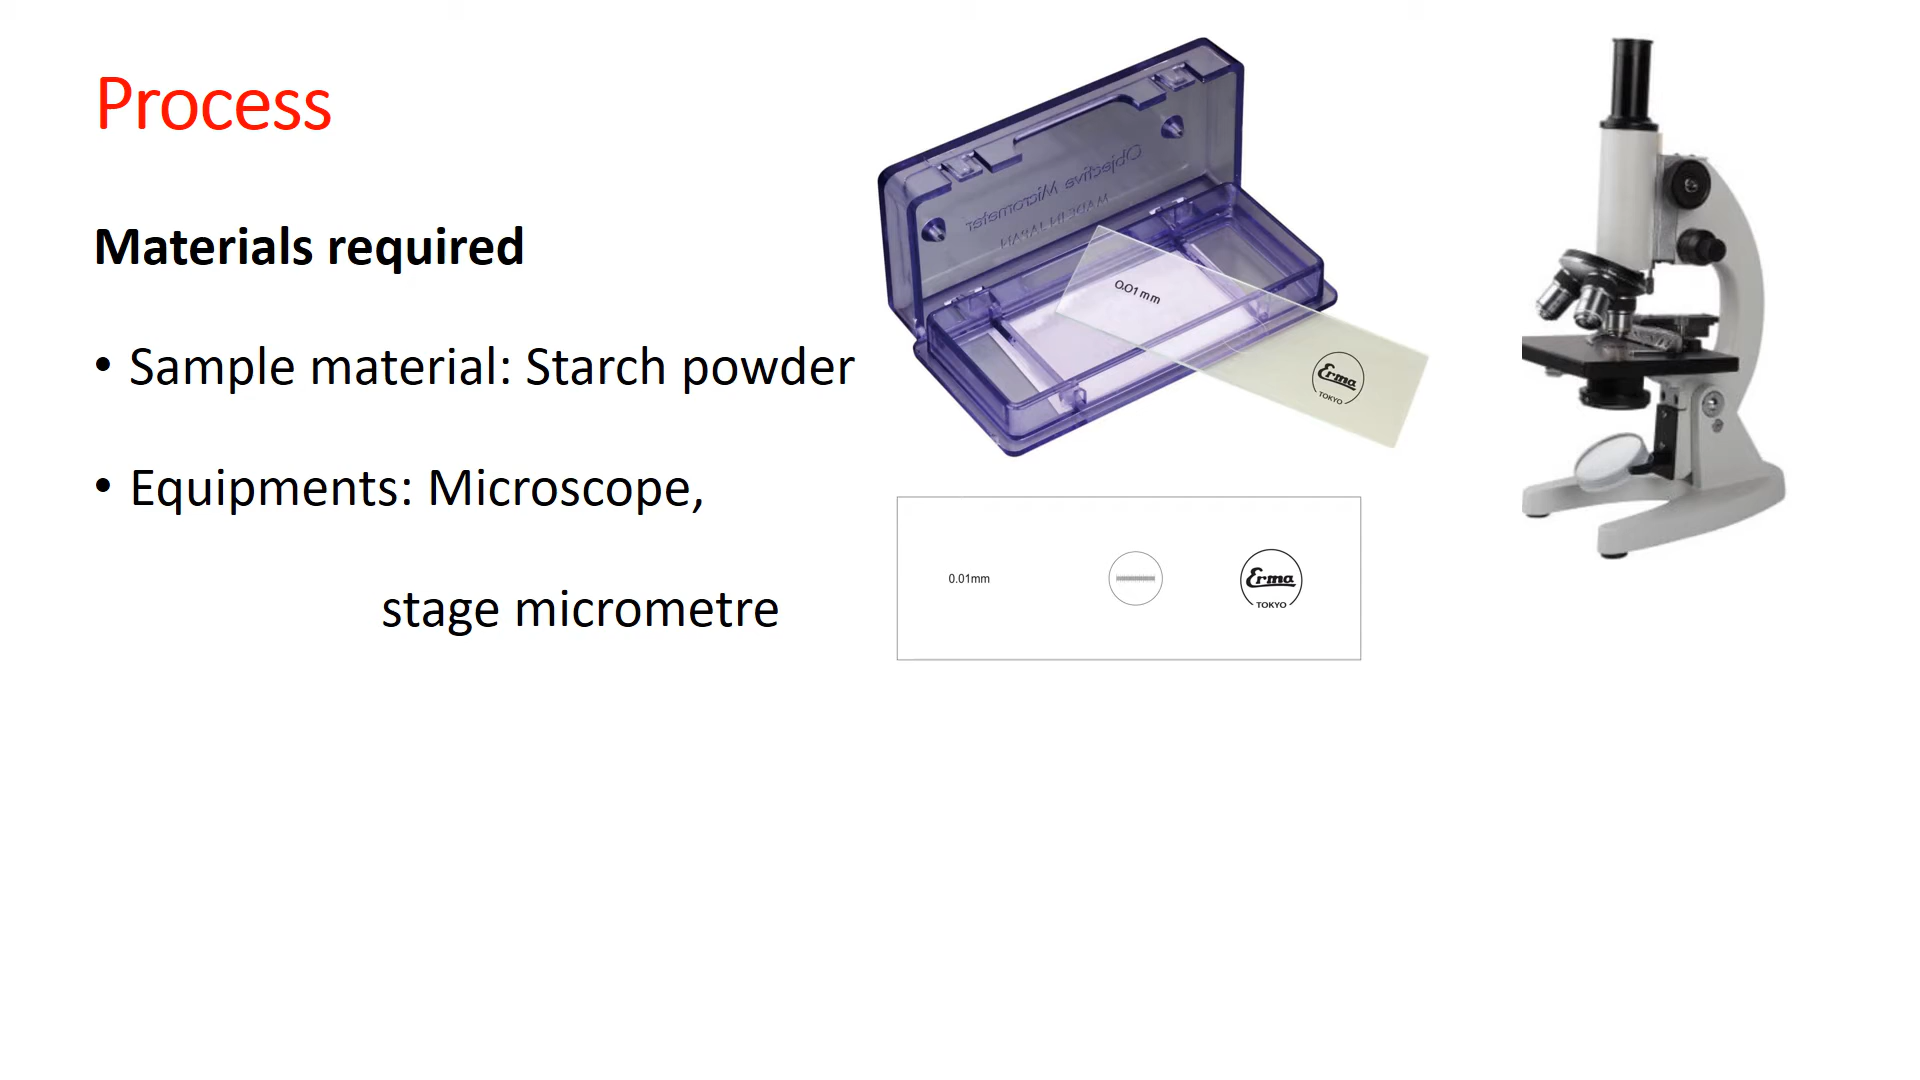 Process
Materials required
• Sample material: Starch powder
• Equipments: Microscope,
stage micrometre
Objective Micrometer
0.01mm
Erma
TOKYO
0.01mm
Erma
TOKYO